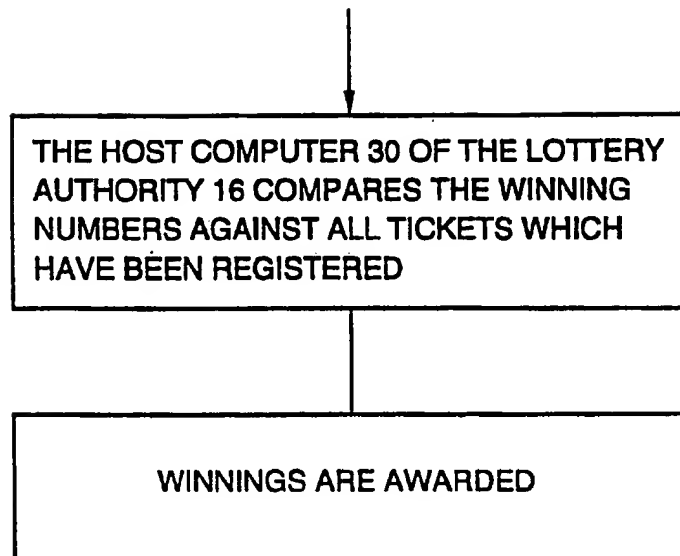 THE HOST COMPUTER 30 OF THE LOTTERY
AUTHORITY 16 COMPARES THE WINNING
NUMBERS AGAINST ALL TICKETS WHICH
HAVE BEEN REGISTERED
WINNINGS ARE AWARDED